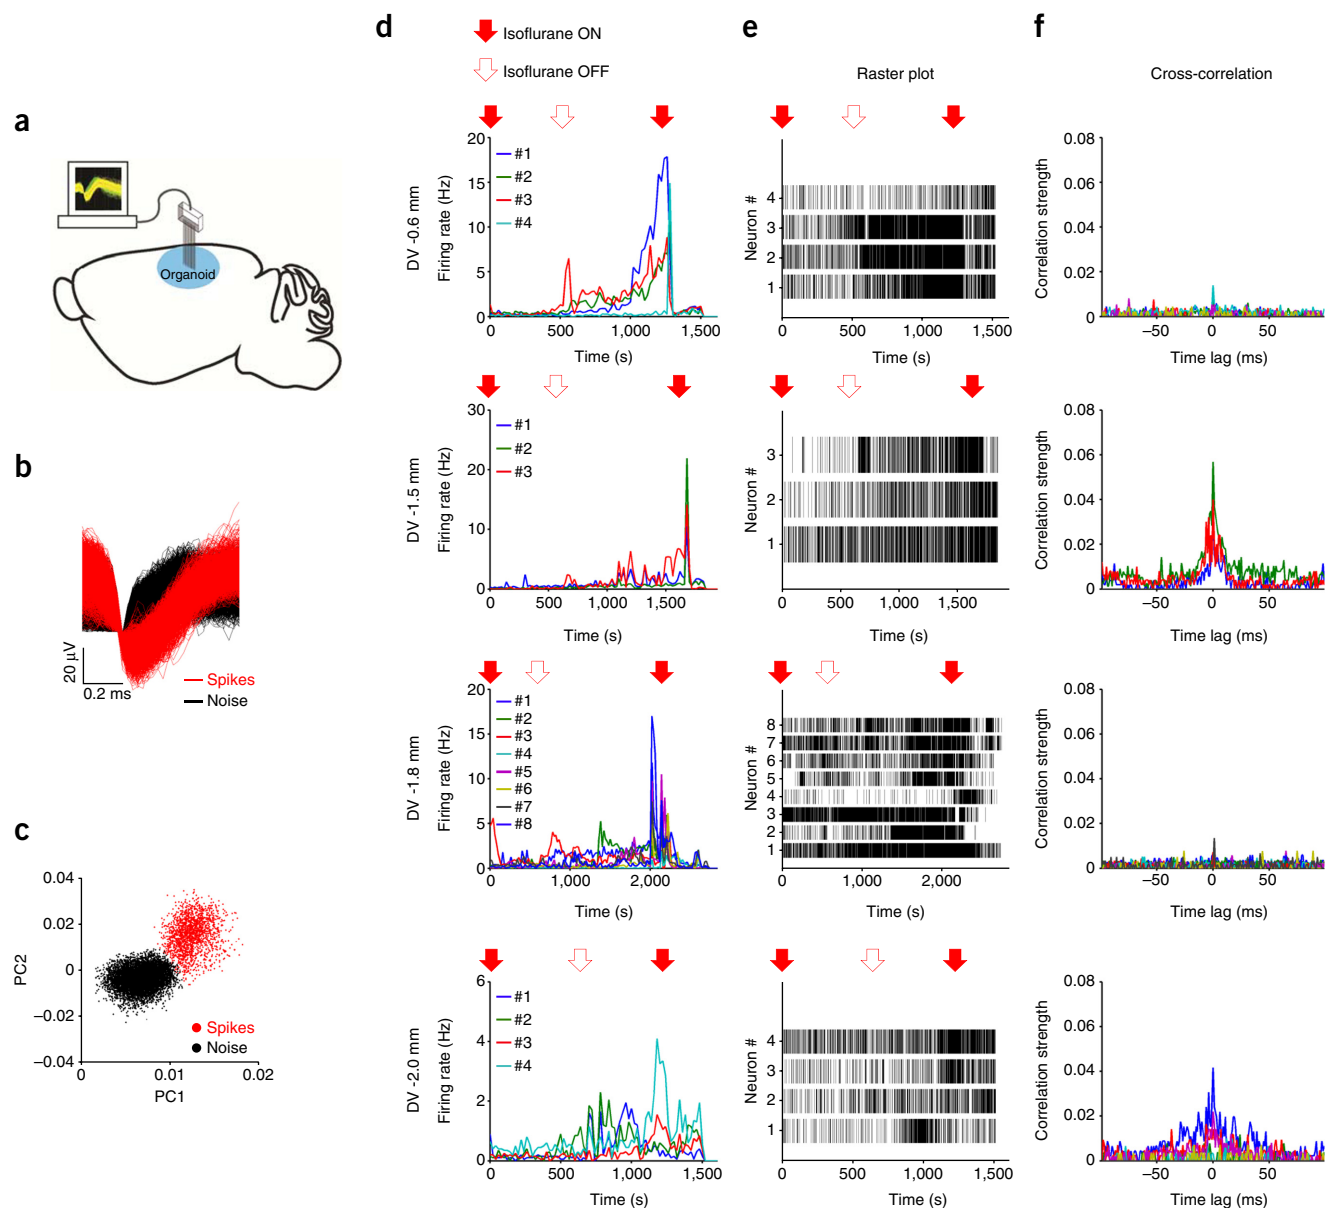 a
Organoid
b
20 µV
0.2 ms
Spikes
Noise
c
0.04
0.02
0
–0.02
–0.04
PC2
0
0.01
0.02
PC1
Spikes
Noise
d
Isoflurane ON
Isoflurane OFF
DV -0.6 mm
Firing rate (Hz)
20
15
10
5
0
#1
#2
#3
#4
0
500
1,000
1,500
Time (s)
DV -1.5 mm
Firing rate (Hz)
30
20
10
0
#1
#2
#3
0
500
1,000
1,500
Time (s)
DV -1.8 mm
Firing rate (Hz)
20
15
10
5
0
#1
#2
#3
#4
#5
#6
#7
#8
0
1,000
2,000
Time (s)
DV -2.0 mm
Firing rate (Hz)
6
4
2
0
#1
#2
#3
#4
0
500
1,000
1,500
Time (s)
e
Raster plot
Neuron #
4
3
2
1
0
500
1,000
1,500
Time (s)
Neuron #
3
2
1
0
500
1,000
1,500
Time (s)
Neuron #
8
7
6
5
4
3
2
1
0
1,000
2,000
Time (s)
Neuron #
4
3
2
1
0
500
1,000
1,500
Time (s)
f
Cross-correlation
Correlation strength
0.08
0.06
0.04
0.02
0
–50
0
50
Time lag (ms)
Correlation strength
0.08
0.06
0.04
0.02
0
–50
0
50
Time lag (ms)
Correlation strength
0.08
0.06
0.04
0.02
0
–50
0
50
Time lag (ms)
Correlation strength
0.08
0.06
0.04
0.02
0
–50
0
50
Time lag (ms)